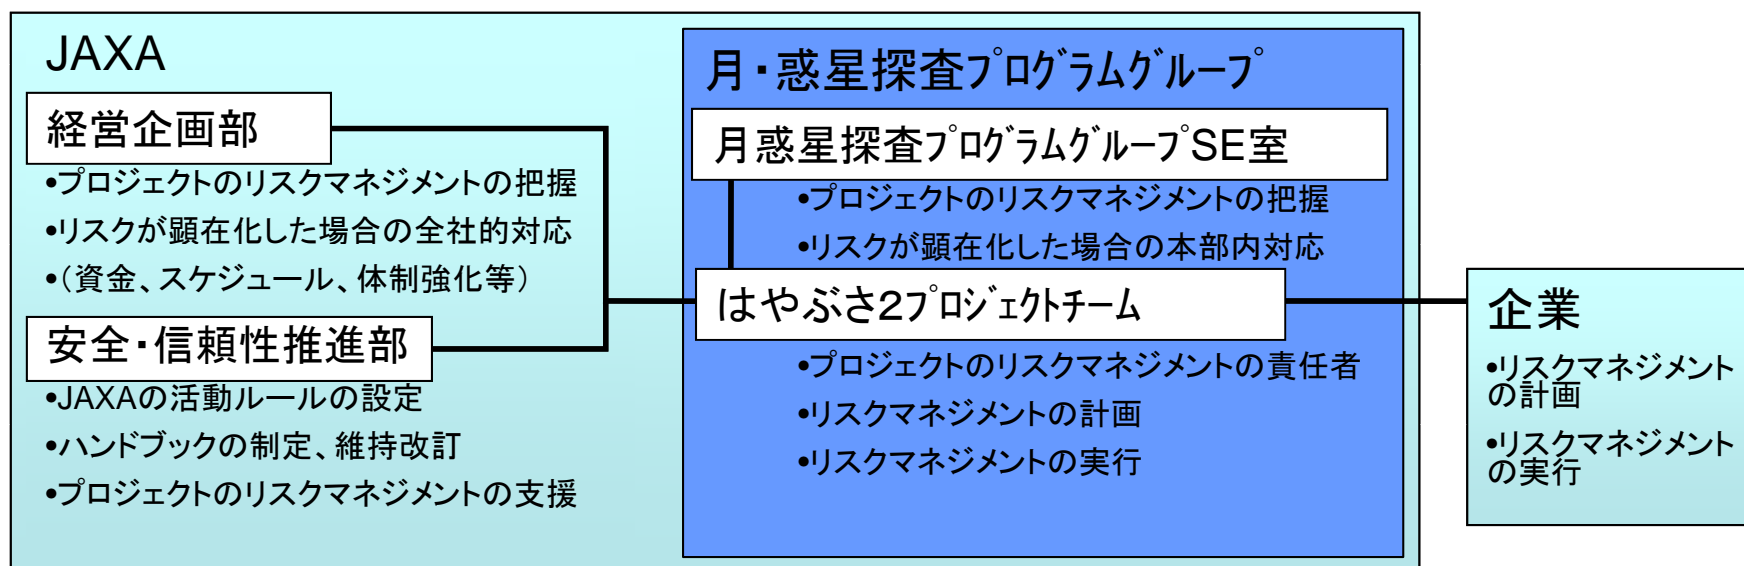 JAXA
経営企画部
•プロジェクトのリスクマネジメントの把握
•リスクが顕在化した場合の全社的対応
•（資金、スケジュール、体制強化等）
安全・信頼性推進部
•JAXAの活動ルールの設定
•ハンドブックの制定、維持改訂
•プロジェクトのリスクマネジメントの支援
月・惑星探査ﾌﾟﾛｸﾞﾗﾑｸﾞﾙｰﾌﾟ
月惑星探査ﾌﾟﾛｸﾞﾗﾑｸﾞﾙｰﾌﾟSE室
•プロジェクトのリスクマネジメントの把握
•リスクが顕在化した場合の本部内対応
はやぶさ2ﾌﾟﾛｼﾞｪｸﾄﾁｰﾑ
•プロジェクトのリスクマネジメントの責任者
•リスクマネジメントの計画
•リスクマネジメントの実行
企業
•リスクマネジメント
の計画
•リスクマネジメント
の実行